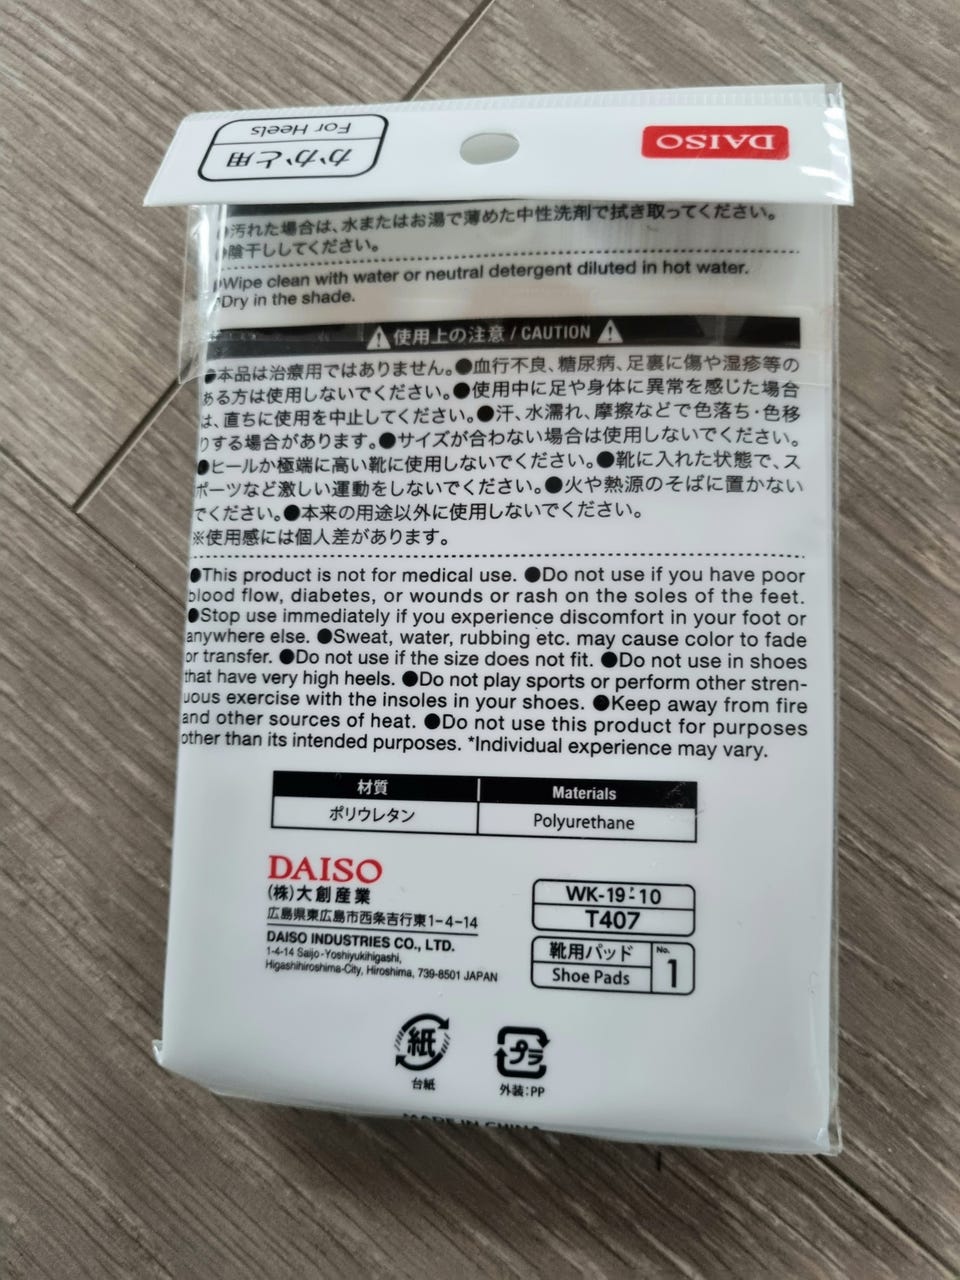 DAISO
かかと用
For Heels
●汚れた場合は、水またはお湯で薄めた中性洗剤で拭き取ってください。
●陰干ししてください。
●Wipe clean with water or neutral detergent diluted in hot water.
●Dry in the shade.
⚠使用上の注意/CAUTION⚠
●本品は治療用ではありません。●血行不良、糖尿病、足裏に傷や湿疹等の
ある方は使用しないでください。●使用中に足や身体に異常を感じた場合
は、直ちに使用を中止してください。●汗、水濡れ、摩擦などで色落ち・色移
りする場合があります。●サイズが合わない場合は使用しないでください。
●ヒールが極端に高い靴に使用しないでください。●靴に入れた状態で、ス
ポーツなど激しい運動をしないでください。●火や熱源のそばに置かない
でください。●本来の用途以外に使用しないでください。
※使用感には個人差があります。
●This product is not for medical use. ●Do not use if you have poor
blood flow, diabetes, or wounds or rash on the soles of the feet.
●Stop use immediately if you experience discomfort in your foot or
anywhere else. ●Sweat, water, rubbing etc. may cause color to fade
or transfer. ●Do not use if the size does not fit. ●Do not use in shoes
that have very high heels. ●Do not play sports or perform other stren-
uous exercise with the insoles in your shoes. ●Keep away from fire
and other sources of heat. ●Do not use this product for purposes
other than its intended purposes. *Individual experience may vary.
材質 Materials
ポリウレタン Polyurethane
DAISO
(株)大創産業
広島県東広島市西条吉行東1-4-14
DAISO INDUSTRIES CO., LTD.
1-4-14 Saijo-Yoshiyukihigashi,
Higashihiroshima-City, Hiroshima, 739-8501 JAPAN
WK-19-10
T407
靴用パッド
Shoe Pads
No.
1
紙
台紙
プラ
外装:PP
MADE IN CHINA